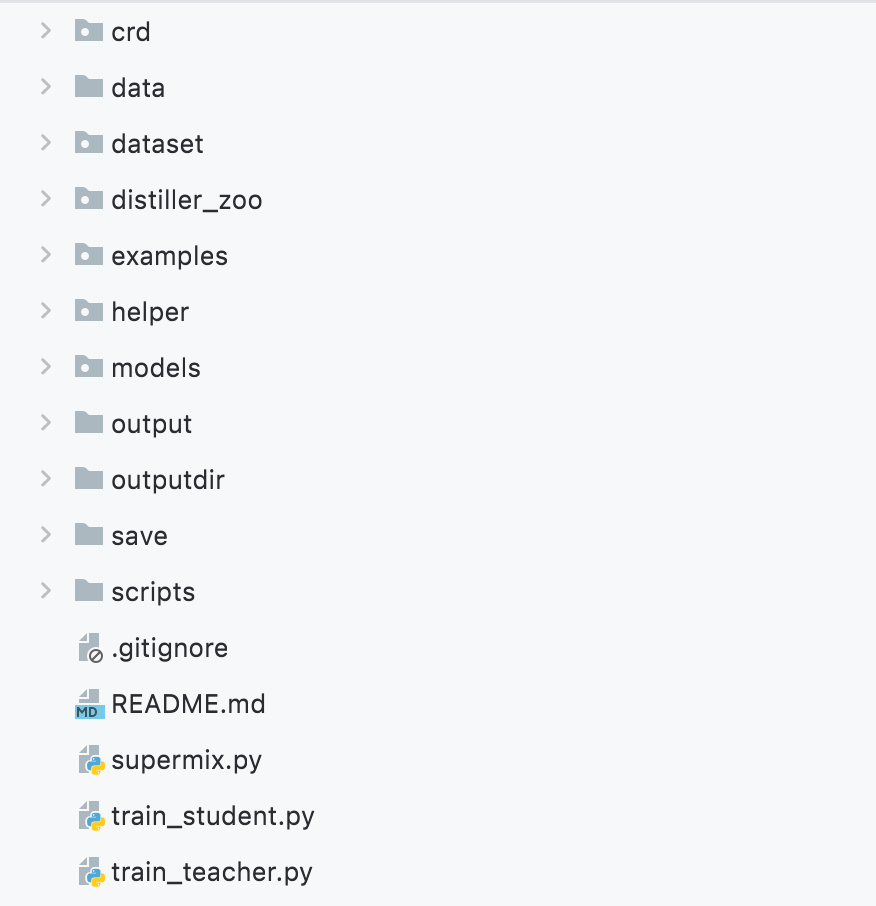 crd
data
dataset
distiller_zoo
examples
helper
models
output
outputdir
save
scripts
.gitignore
MD README.md
supermix.py
train_student.py
train_teacher.py